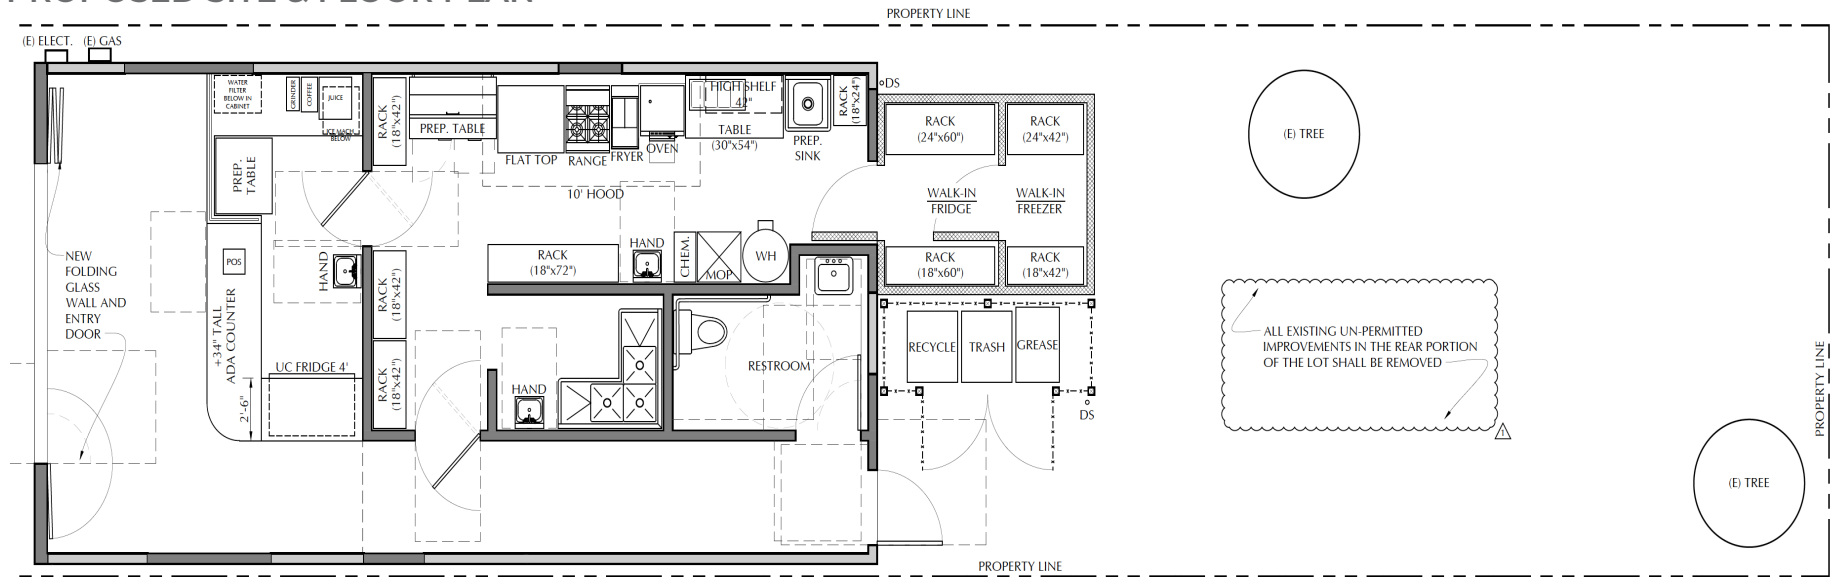 PROPOSED SITE & FLOOR PLAN
PROPERTY LINE
(E) ELECT.
(E) GAS
WATER
FILTER
BELOW IN
CABINET
GRINDER
COFFEE
JUICE
ICE MACH.
BELOW
RACK
(18"x42")
PREP. TABLE
FLAT TOP
RANGE
FRYER
OVEN
HIGH SHELF
42"
TABLE
(30"x54")
PREP.
SINK
RACK
(18"x24")
DS
RACK
(24"x60")
RACK
(24"x42")
(E) TREE
PREP.
TABLE
10' HOOD
WALK-IN
FRIDGE
WALK-IN
FREEZER
NEW
FOLDING
GLASS
WALL AND
ENTRY
DOOR
POS
HAND
RACK
(18"x72")
HAND
CHEM.
MOP
WH
RACK
(18"x60")
RACK
(18"x42")
+34" TALL
ADA COUNTER
RACK
(18"x42")
UC FRIDGE 4'
2'-6"
RACK
(18"x42")
HAND
RESTROOM
RECYCLE
TRASH
GREASE
DS
ALL EXISTING UN-PERMITTED
IMPROVEMENTS IN THE REAR PORTION
OF THE LOT SHALL BE REMOVED
1
PROPERTY LINE
(E) TREE
PROPERTY LINE